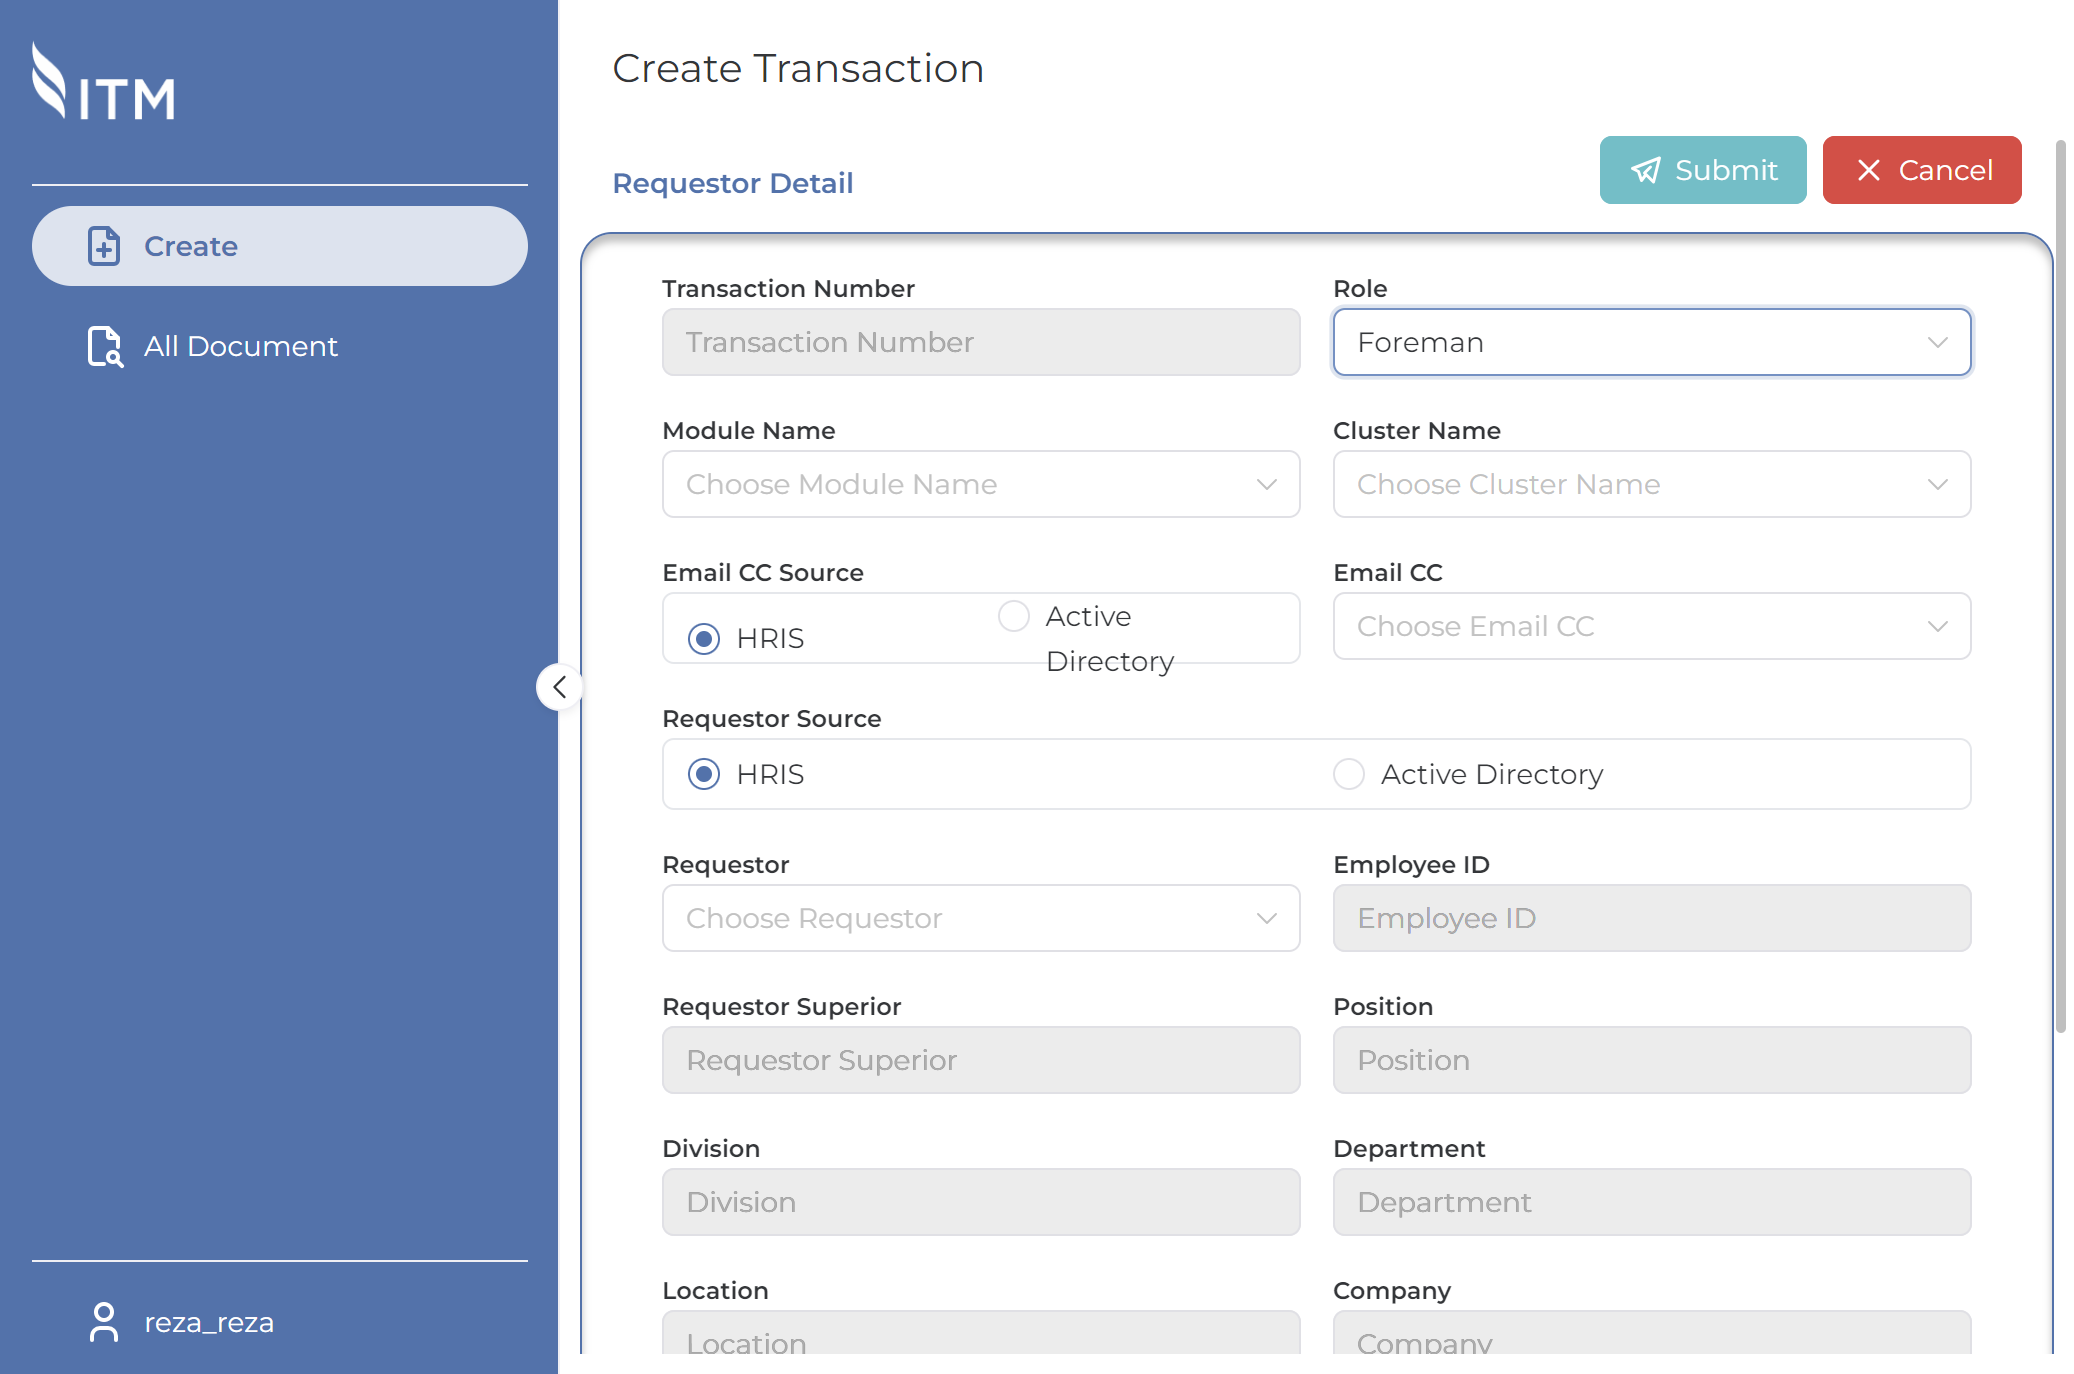 ITM
Create
All Document
reza_reza
Create Transaction
Requestor Detail
Submit
Cancel
Transaction Number
Role
Transaction Number
Foreman
Module Name
Cluster Name
Choose Module Name
Choose Cluster Name
Email CC Source
Email CC
HRIS
Active
Directory
Choose Email CC
Requestor Source
HRIS
Active Directory
Requestor
Employee ID
Choose Requestor
Employee ID
Requestor Superior
Position
Requestor Superior
Position
Division
Department
Division
Department
Location
Company
Location
Company